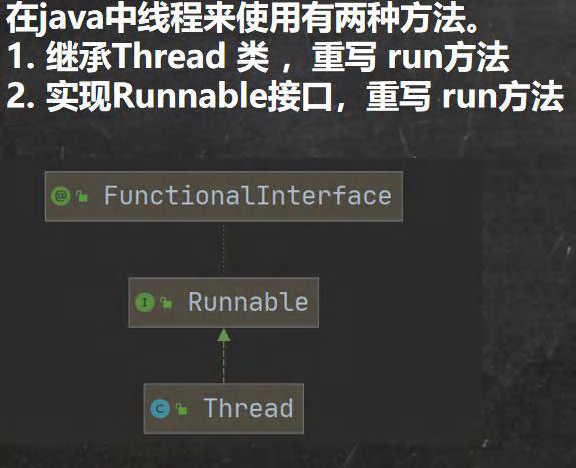 在java中线程来使用有两种方法。
1. 继承Thread 类 ，重写 run方法
2. 实现Runnable接口，重写 run方法
@ FunctionalInterface
I Runnable
C Thread